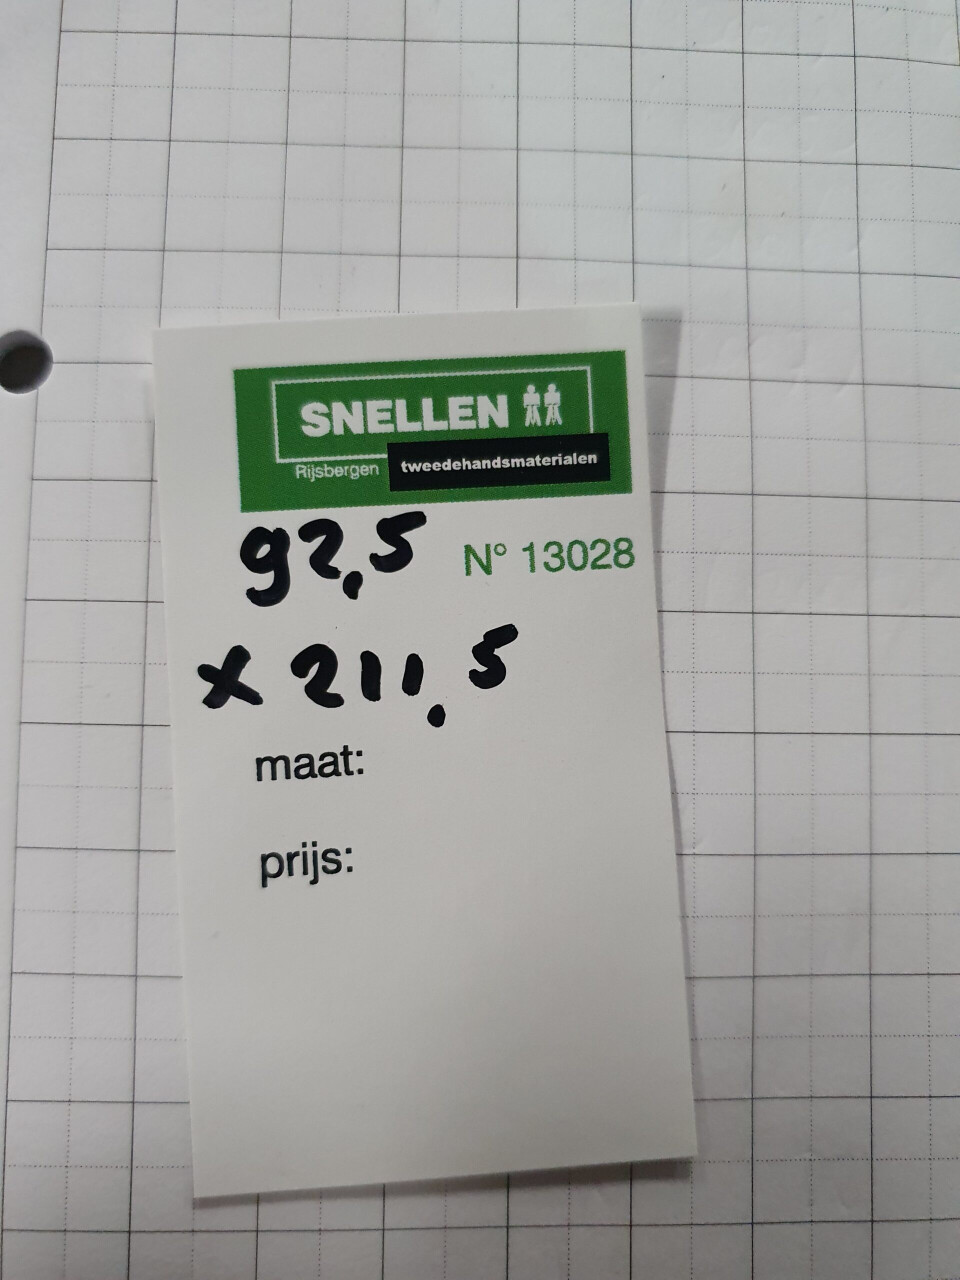 SNELLEN
Rijsbergen tweedehandsmaterialen
92,5 N° 13028
x 211,5
maat:
prijs: